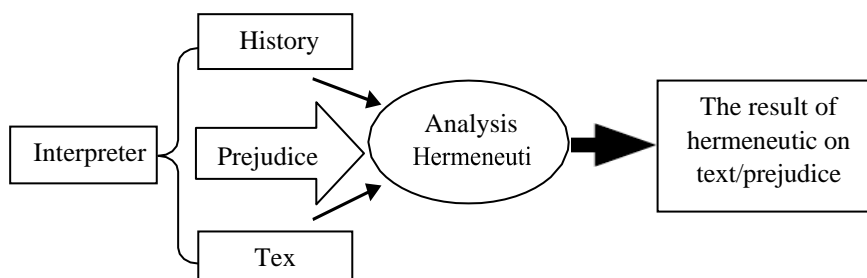 History
Interpreter
Prejudice
Tex
Analysis
Hermeneuti
The result of
hermeneutic on
text/prejudice